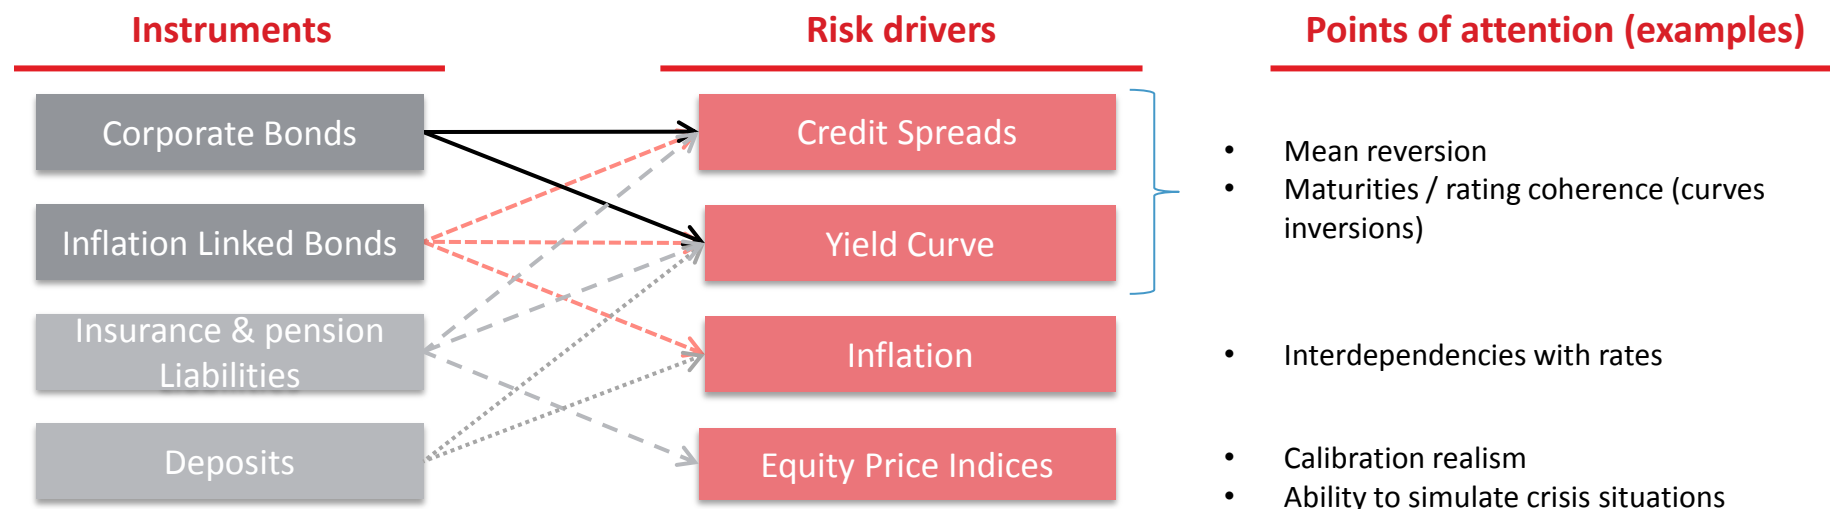 Instruments
Risk drivers
Points of attention (examples)
Corporate Bonds
Credit Spreads
• Mean reversion
• Maturities / rating coherence (curves
inversions)
Inflation Linked Bonds
Yield Curve
Insurance & pension
Liabilities
Inflation
• Interdependencies with rates
Deposits
Equity Price Indices
• Calibration realism
• Ability to simulate crisis situations